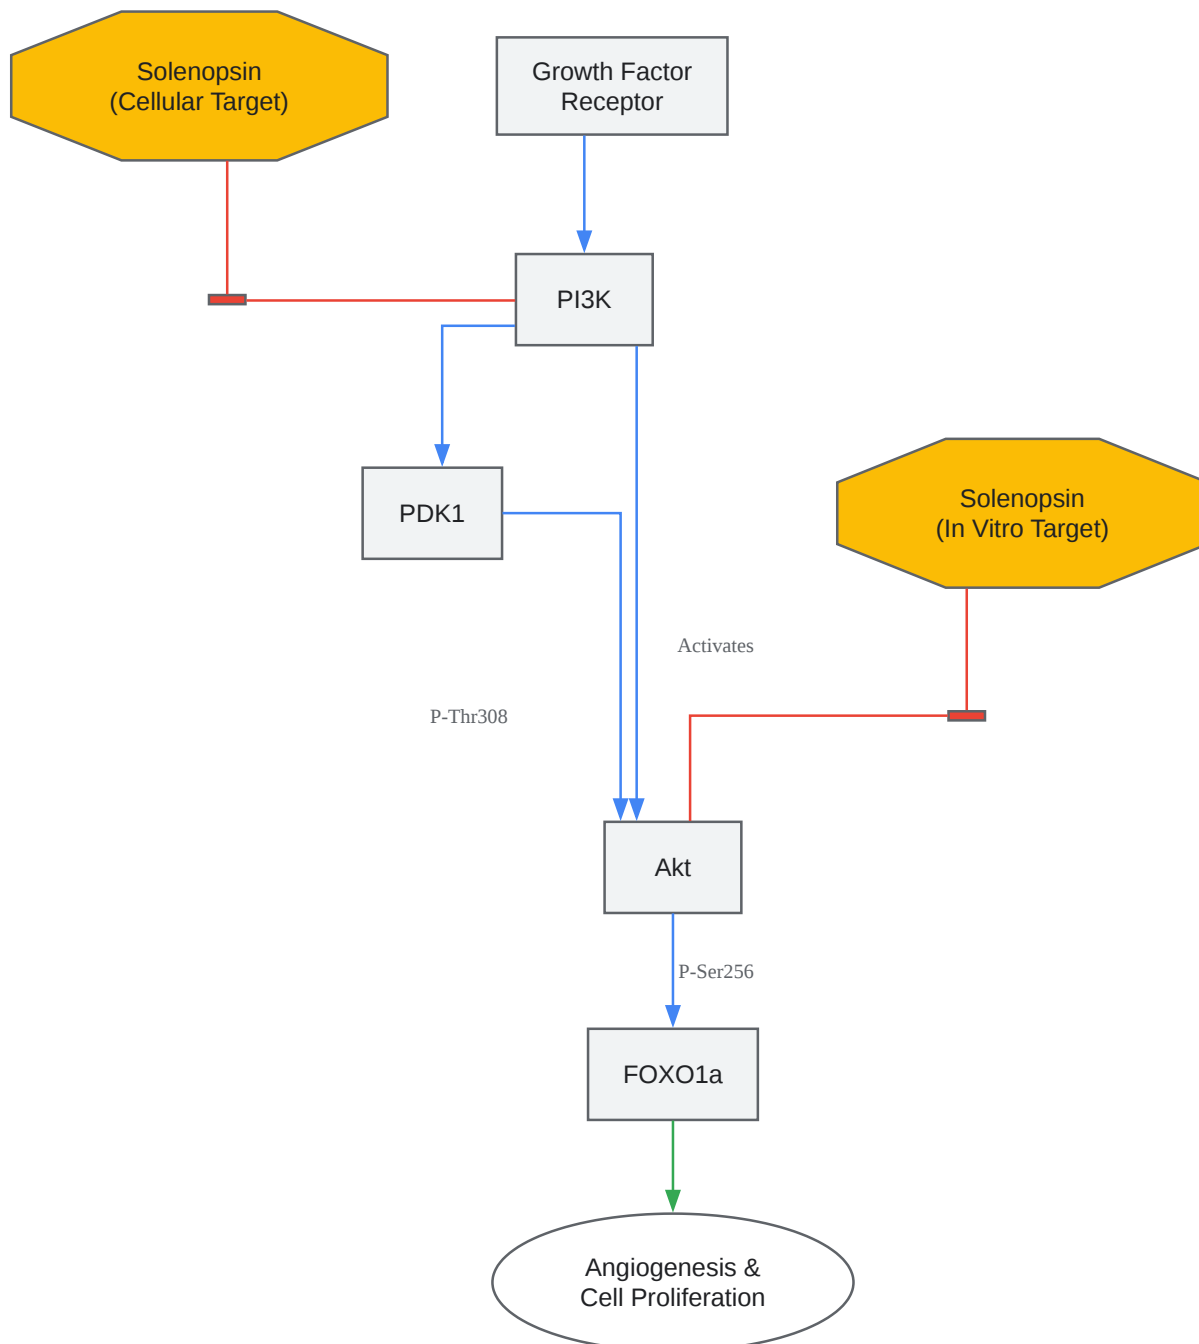 Solenopsin
(Cellular Target)
Growth Factor
Receptor
PI3K
PDK1
Solenopsin
(In Vitro Target)
Activates
P-Thr308
Akt
P-Ser256
FOXO1a
Angiogenesis &
Cell Proliferation